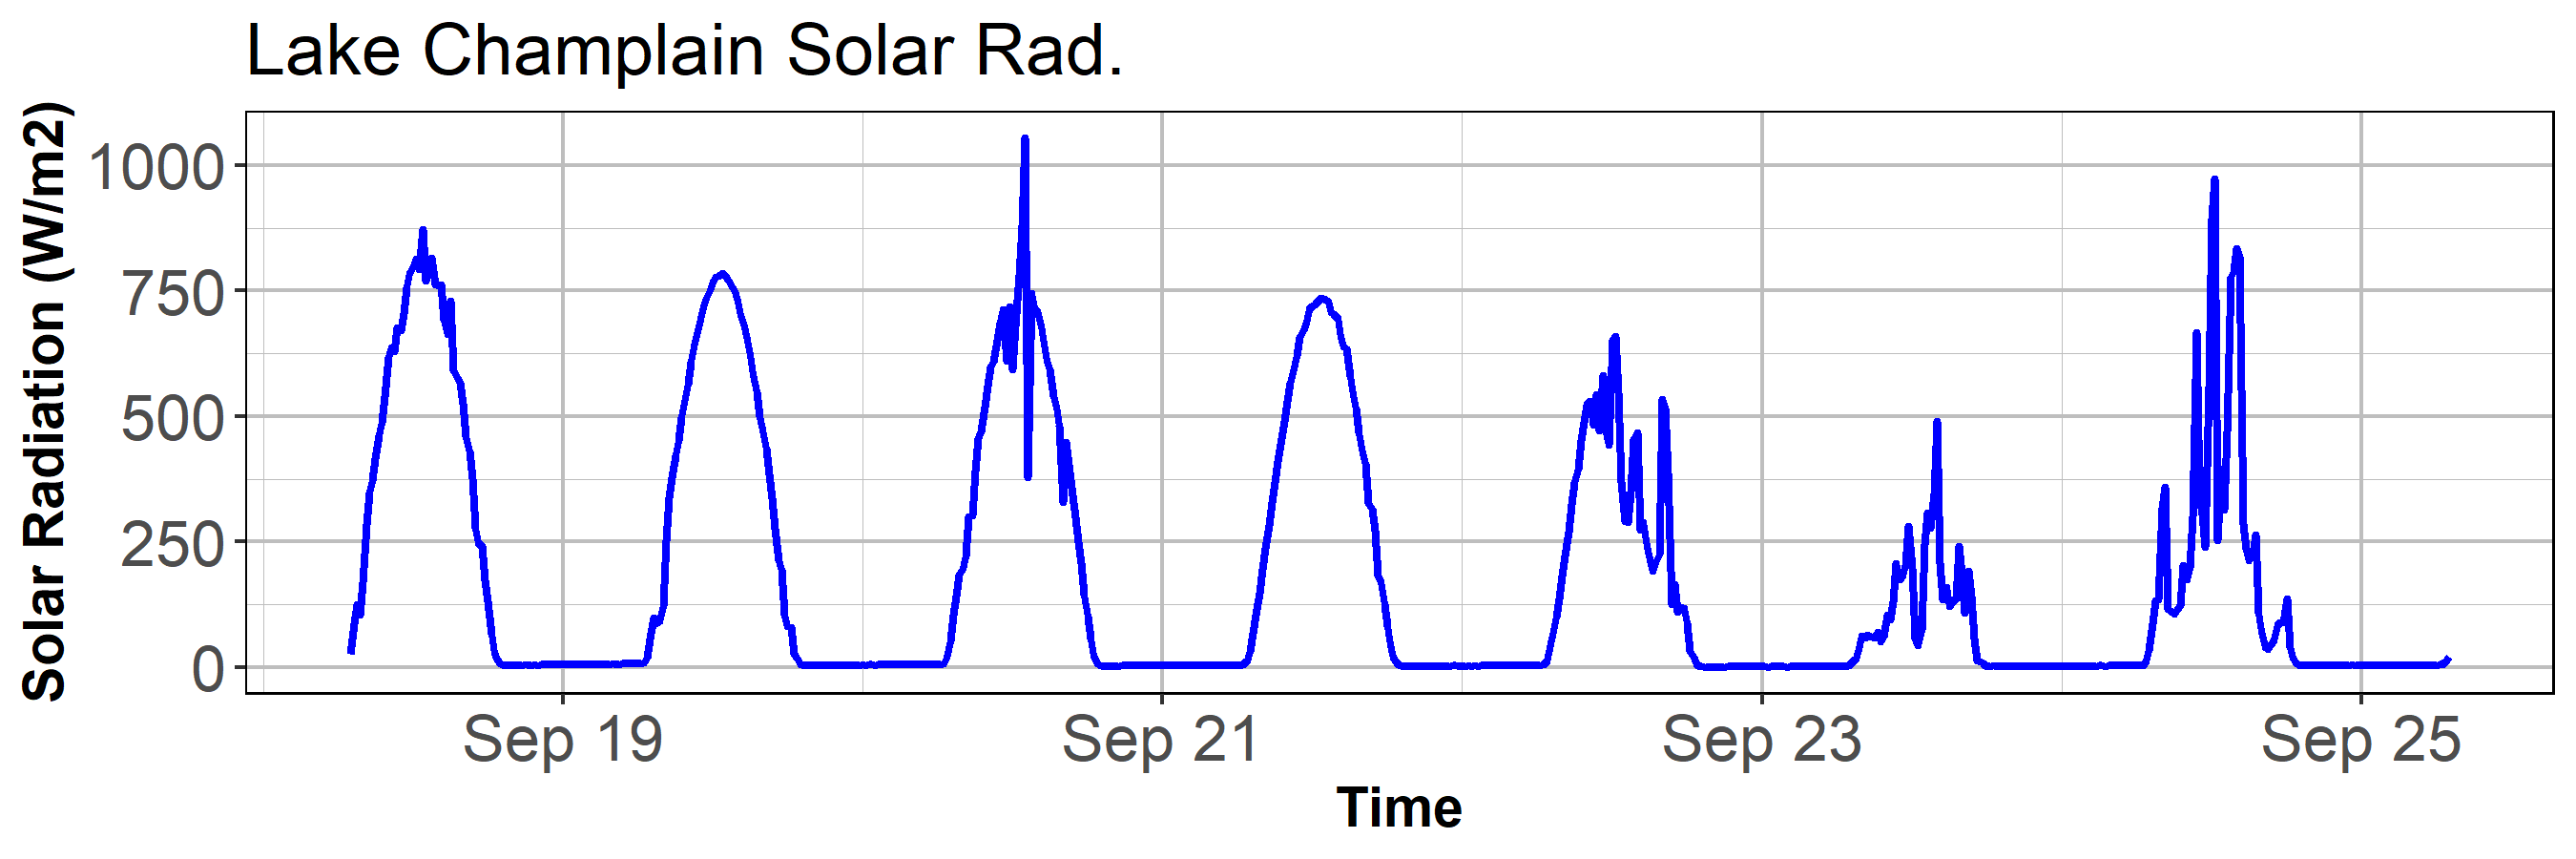 Lake Champlain Solar Rad.
Solar Radiation (W/m2)
1000
750
500
250
0
Sep 19 Sep 21 Sep 23 Sep 25
Time